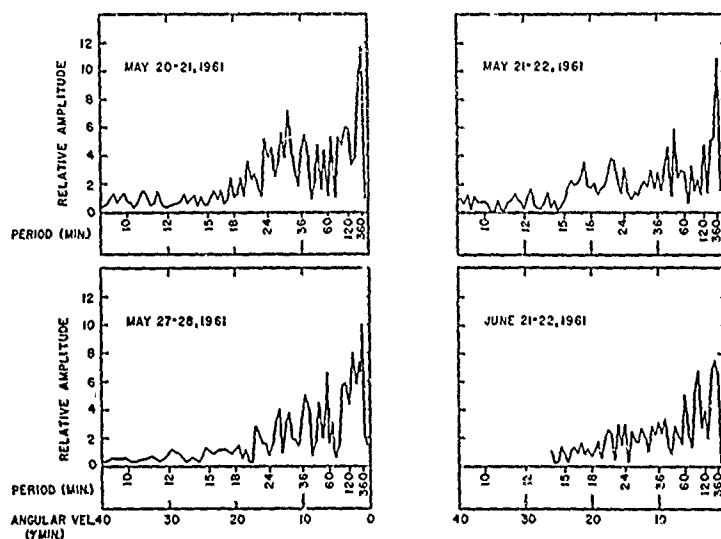 RELATIVE AMPLITUDE
12
10
8
6
4
2
0
MAY 20-21, 1961
MAY 21-22, 1961
PERIOD (MIN.)
10 12 15 18 24 36 60 120 360
10 12 15 18 24 36 60 120 360
RELATIVE AMPLITUDE
12
10
8
6
4
2
0
MAY 27-28, 1961
JUNE 21-22, 1961
PERIOD (MIN.)
10 12 15 18 24 36 60 120 360
10 12 15 18 24 36 60 120 360
ANGULAR VEL. 40 30 20 10 0
40 30 20 10
(°/MIN.)